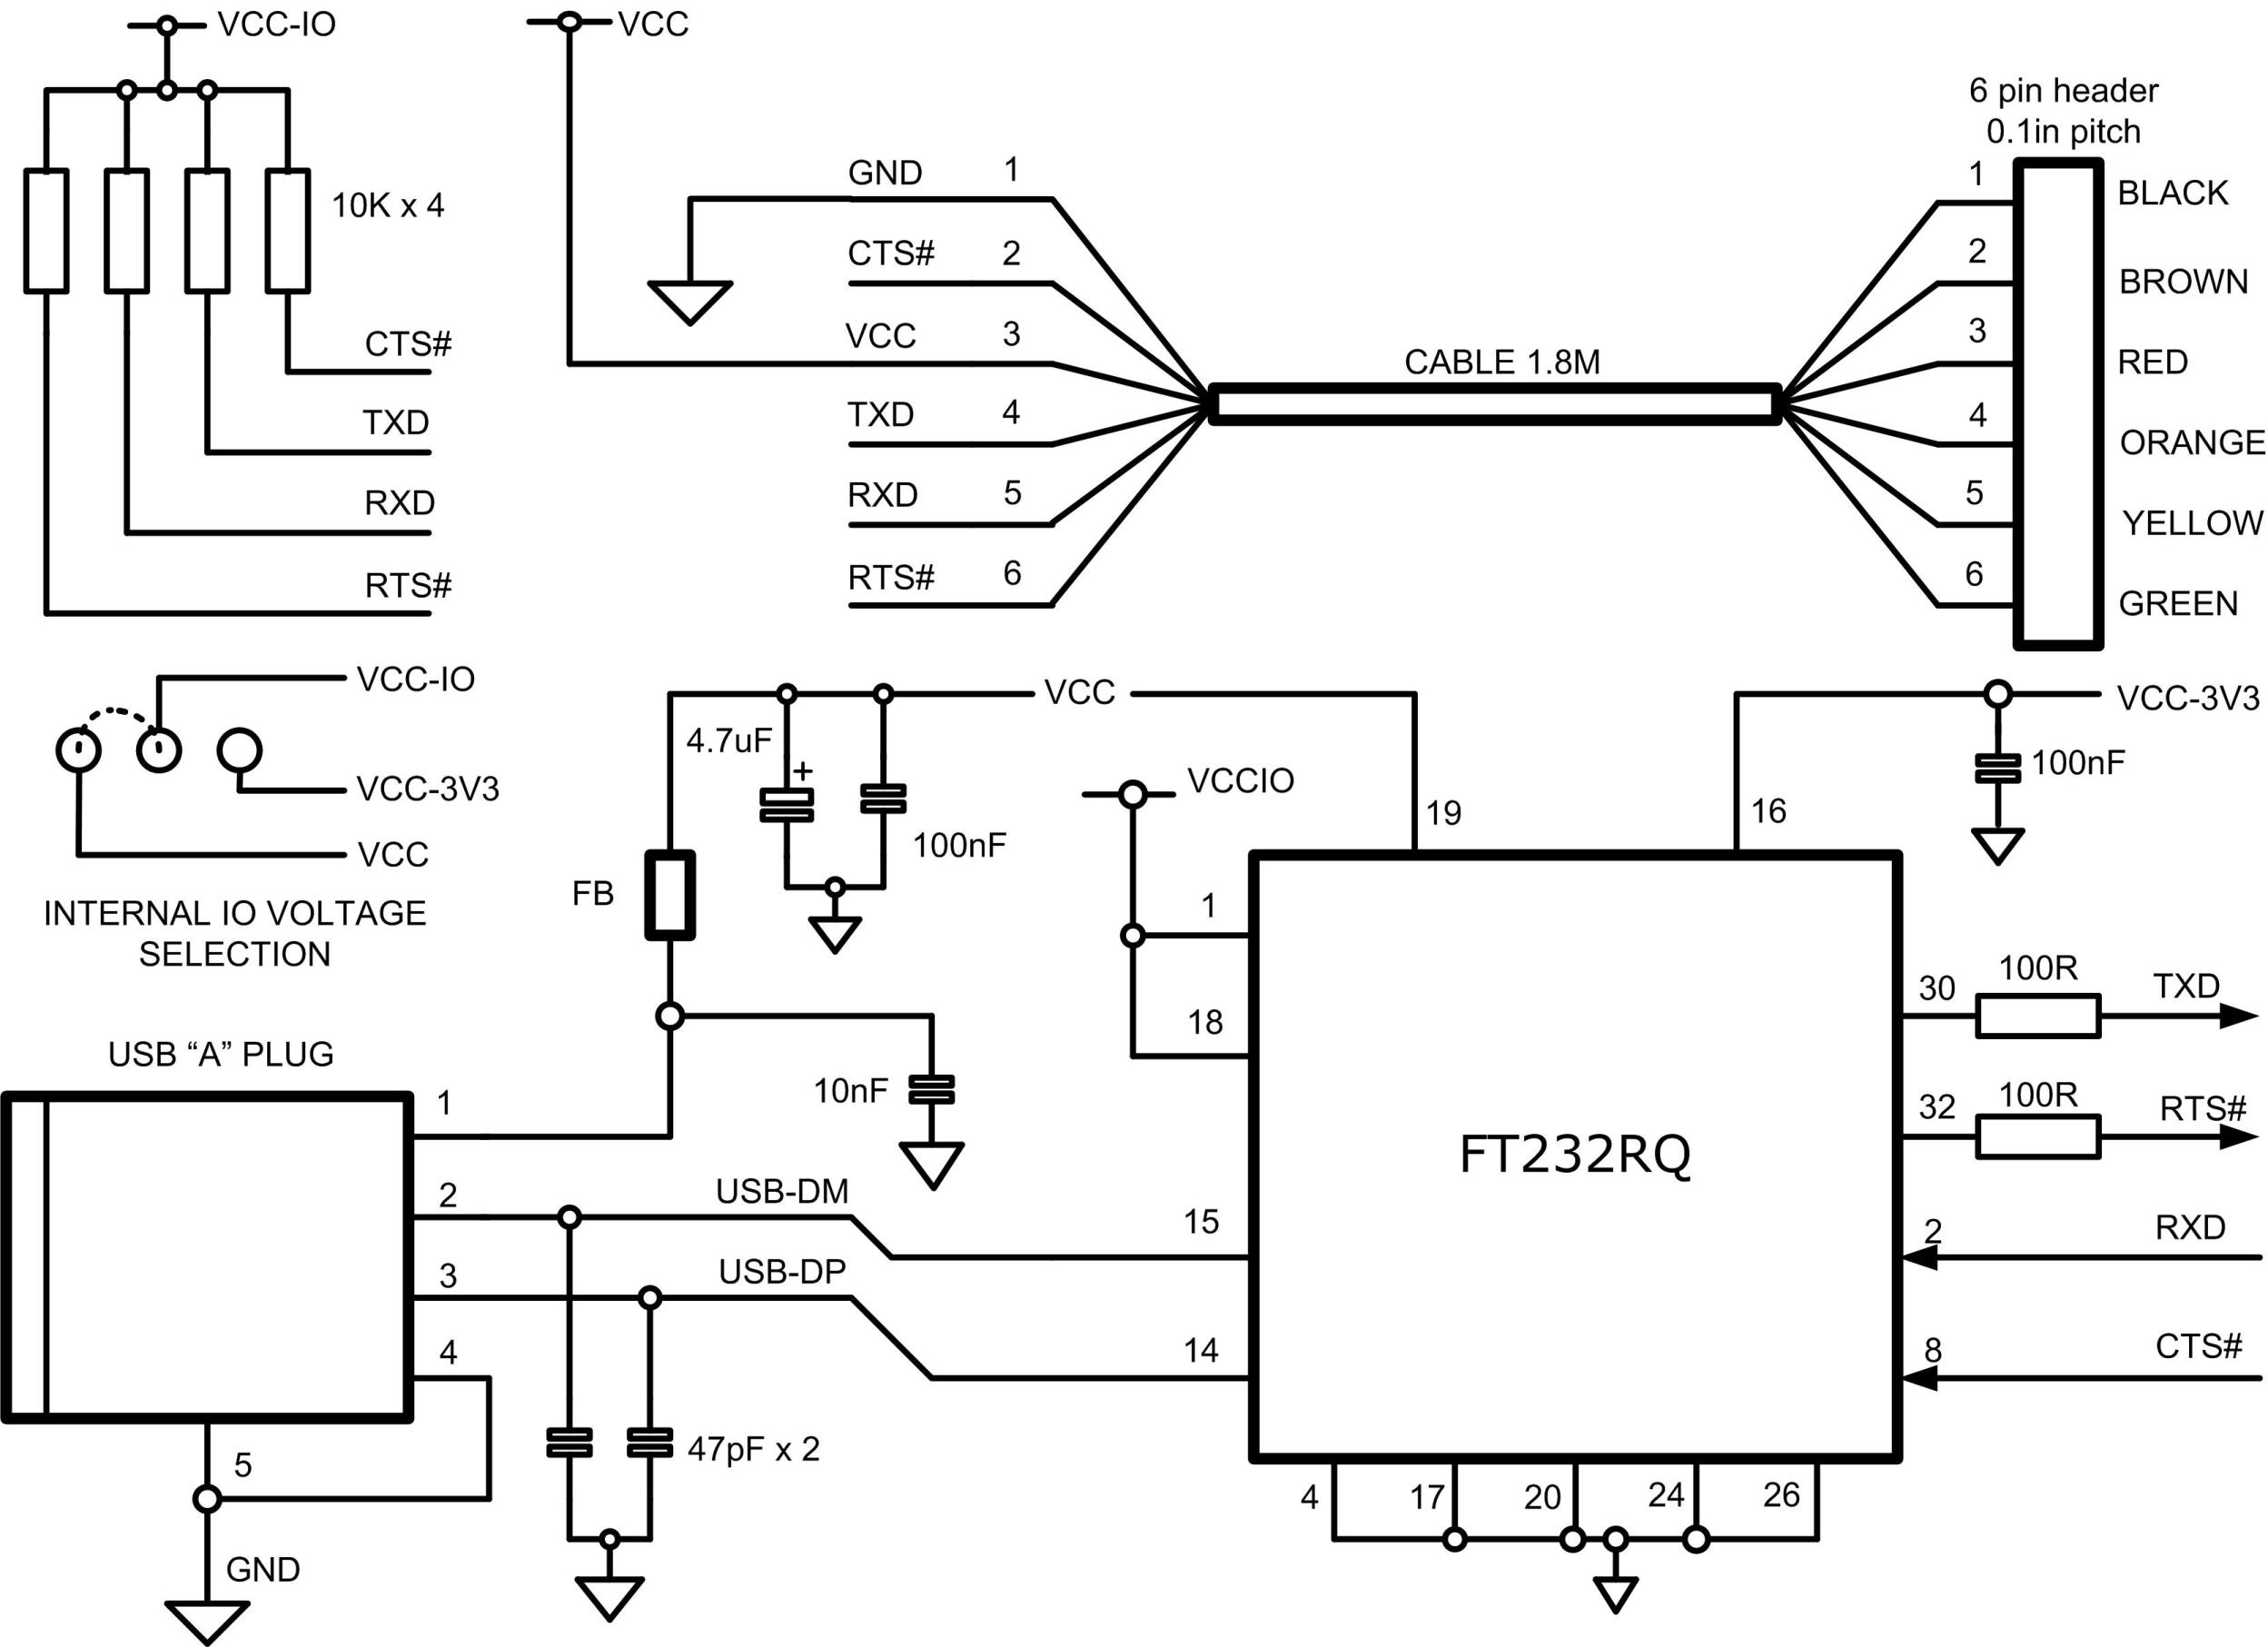 VCC-IO
VCC
6 pin header
0.1in pitch
10K x 4
CTS#
TXD
RXD
RTS#
GND 1
CTS# 2
VCC 3
TXD 4
RXD 5
RTS# 6
CABLE 1.8M
1 BLACK
2 BROWN
3 RED
4 ORANGE
5 YELLOW
6 GREEN
VCC-IO
VCC-3V3
VCC
INTERNAL IO VOLTAGE
SELECTION
4.7uF
+
100nF
VCC
FB
10nF
VCCIO
VCC-3V3
100nF
19
16
1
18
15
14
FT232RQ
30 100R TXD
32 100R RTS#
2 RXD
8 CTS#
4 17 20 24 26
USB “A” PLUG
1
2
3
4
5
USB-DM
USB-DP
47pF x 2
GND